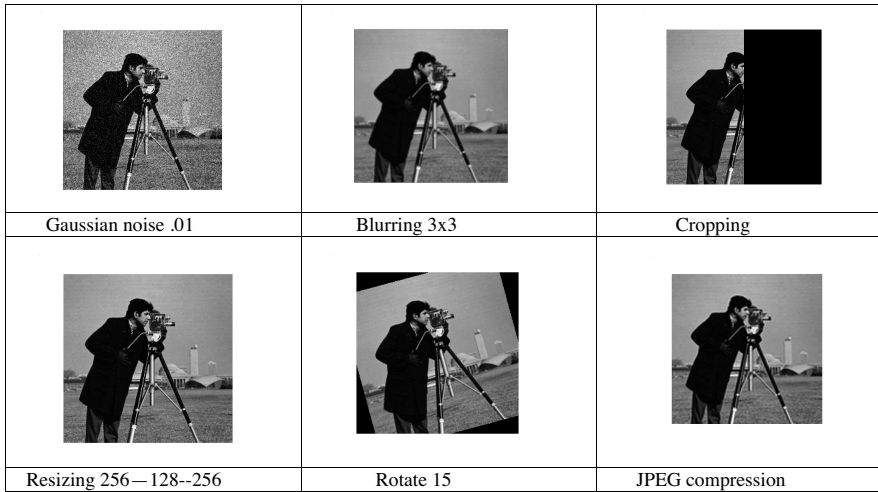 Gaussian noise .01
Blurring 3x3
Cropping
Resizing 256—128--256
Rotate 15
JPEG compression